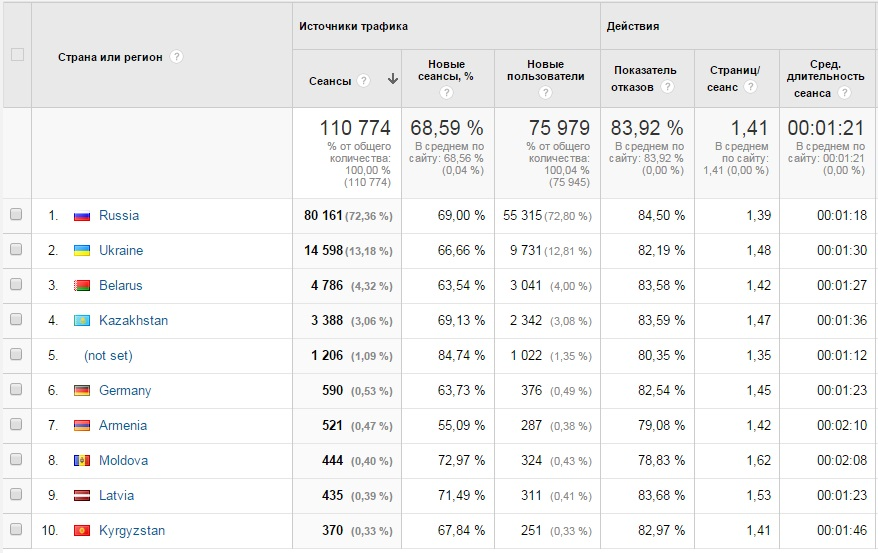 Страна или регион ?
Источники трафика
Действия
Сеансы ?
Новые
сеансы, %
?
Новые
пользователи
?
Показатель
отказов ?
Страниц/
сеанс ?
Сред.
длительность
сеанса ?
110 774
% от общего
количества:
100,00 %
(110 774)
68,59 %
В среднем по
сайту: 68,56 %
(0,04 %)
75 979
% от общего
количества:
100,04 %
(75 945)
83,92 %
В среднем по
сайту: 83,92 %
(0,00 %)
1,41
В среднем
по сайту:
1,41 (0,00 %)
00:01:21
В среднем по
сайту: 00:01:21
(0,00 %)
1. Russia 80 161 (72,36 %) 69,00 % 55 315 (72,80 %) 84,50 % 1,39 00:01:18
2. Ukraine 14 598 (13,18 %) 66,66 % 9 731 (12,81 %) 82,19 % 1,48 00:01:30
3. Belarus 4 786 (4,32 %) 63,54 % 3 041 (4,00 %) 83,58 % 1,42 00:01:27
4. Kazakhstan 3 388 (3,06 %) 69,13 % 2 342 (3,08 %) 83,59 % 1,47 00:01:36
5. (not set) 1 206 (1,09 %) 84,74 % 1 022 (1,35 %) 80,35 % 1,35 00:01:12
6. Germany 590 (0,53 %) 63,73 % 376 (0,49 %) 82,54 % 1,45 00:01:23
7. Armenia 521 (0,47 %) 55,09 % 287 (0,38 %) 79,08 % 1,42 00:02:10
8. Moldova 444 (0,40 %) 72,97 % 324 (0,43 %) 78,83 % 1,62 00:02:08
9. Latvia 435 (0,39 %) 71,49 % 311 (0,41 %) 83,68 % 1,53 00:01:23
10. Kyrgyzstan 370 (0,33 %) 67,84 % 251 (0,33 %) 82,97 % 1,41 00:01:46